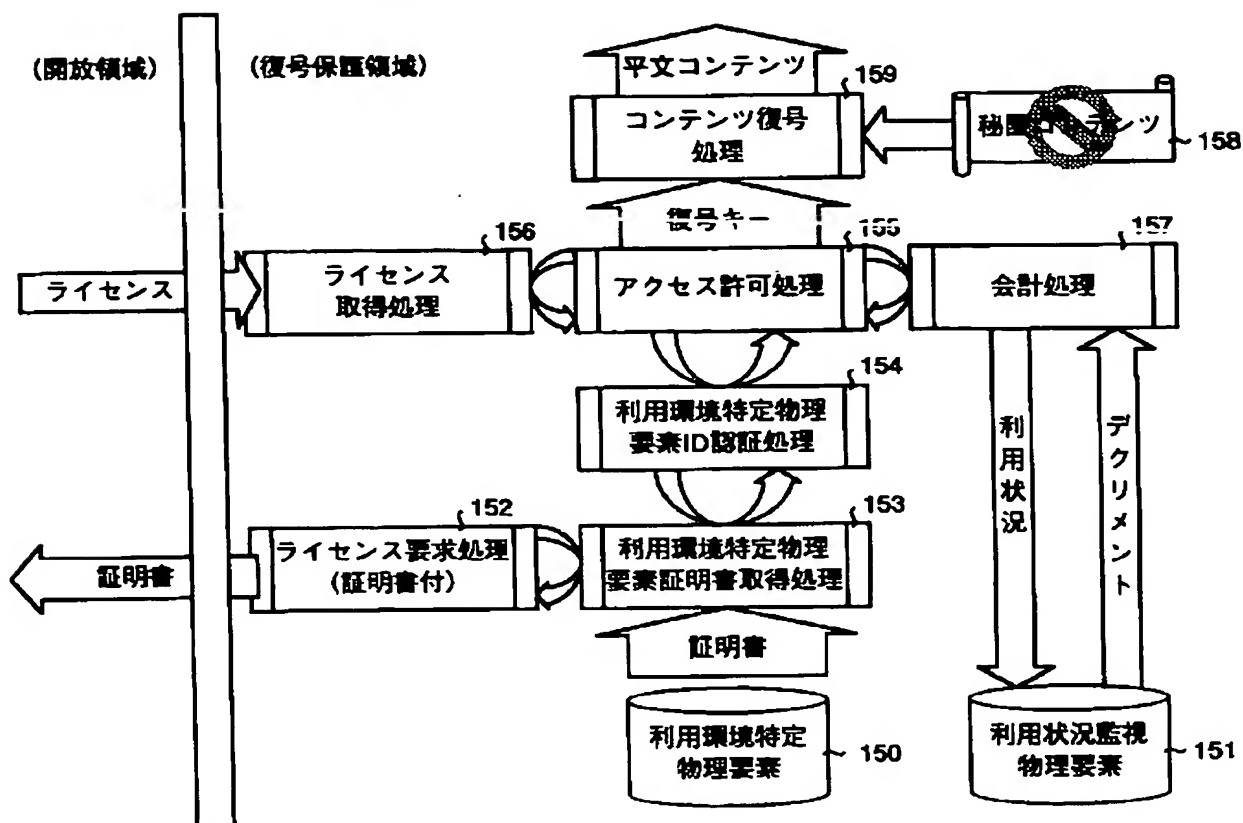 (開放領域)
(復号保護領域)
平文コンテンツ
159
コンテンツ復号
処理
158
復号キー
156
155
157
ライセンス
ライセンス
取得処理
アクセス許可処理
会計処理
154
利用環境特定物理
要素ID認証処理
利用状況
デクリメント
152
153
証明書
ライセンス要求処理
(証明書付)
利用環境特定物理
要素証明書取得処理
証明書
利用環境特定
物理要素
150
利用状況監視
物理要素
151